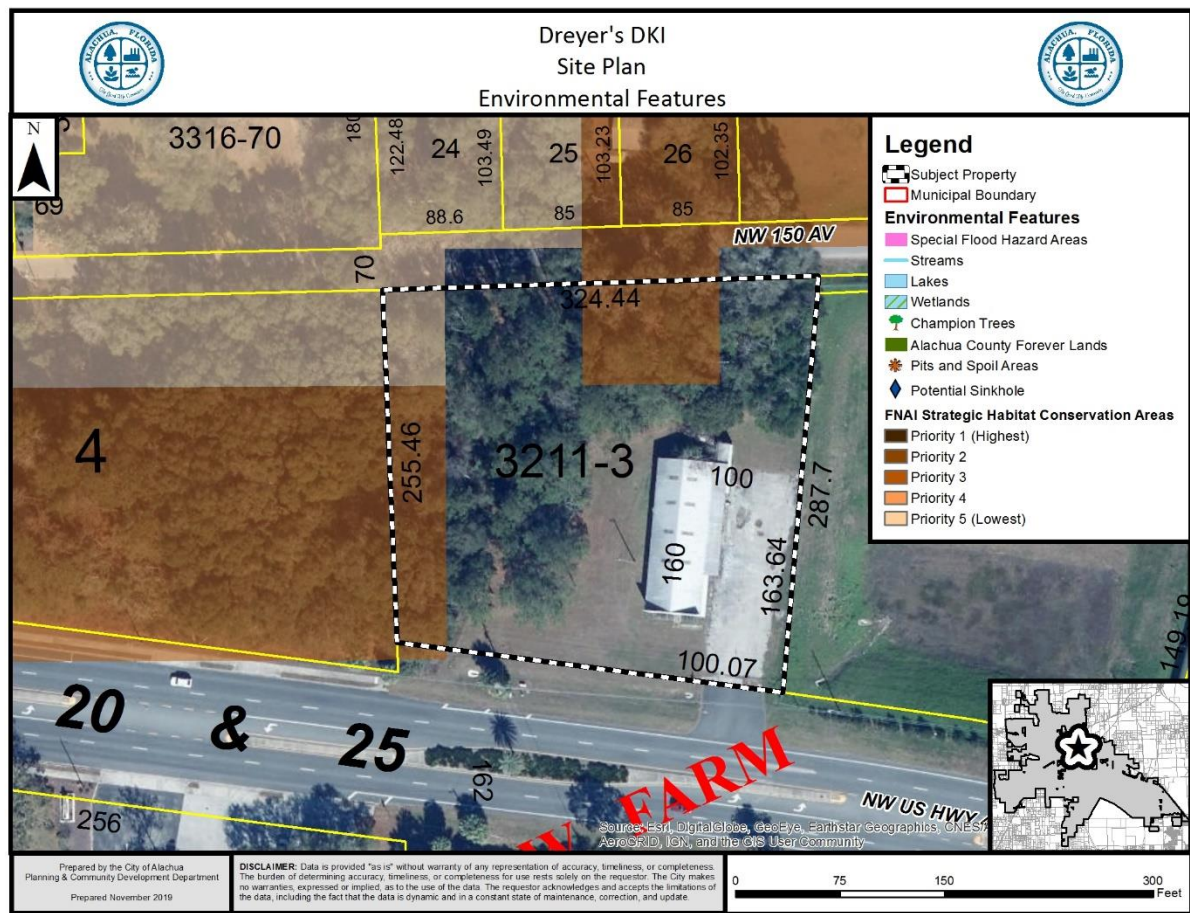 Dreyer's DKI
Site Plan
Environmental Features
ALACHUA, FLORIDA
ALACHUA, FLORIDA
N
3316-70
180
122.48
24
103.49
25
103.23
26
102.35
69
88.6
85
85
NW 150 AV
70
324.44
4
255.46
3211-3
100
287.7
160
163.64
100.07
149.19
20 & 25
162
FARM
256
NW US HWY
Source: Esri, DigitalGlobe, GeoEye, Earthstar Geographics, CNES/
AeroGRID, IGN, and the GIS User Community
Legend
Subject Property
Municipal Boundary
Environmental Features
Special Flood Hazard Areas
Streams
Lakes
Wetlands
Champion Trees
Alachua County Forever Lands
Pits and Spoil Areas
Potential Sinkhole
FNAI Strategic Habitat Conservation Areas
Priority 1 (Highest)
Priority 2
Priority 3
Priority 4
Priority 5 (Lowest)
Prepared by the City of Alachua
Planning & Community Development Department
Prepared November 2019
DISCLAIMER: Data is provided "as is" without warranty of any representation of accuracy, timeliness, or completeness.
The burden of determining accuracy, timeliness, or completeness for use rests solely on the requestor. The City makes
no warranties, expressed or implied, as to the use of the data. The requestor acknowledges and accepts the limitations of
the data, including the fact that the data is dynamic and in a constant state of maintenance, correction, and update.
0 75 150 300
Feet